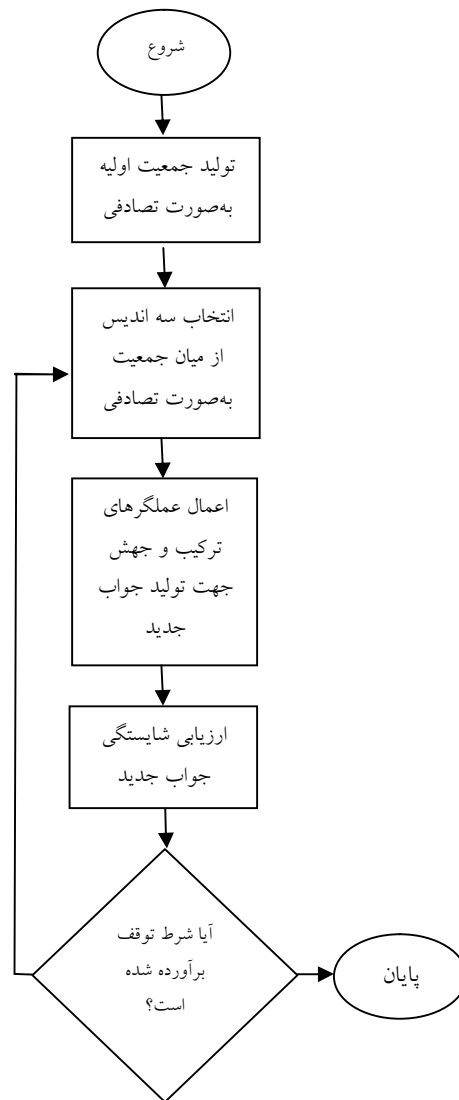 شروع
تولید جمعیت اولیه
به‌صورت تصادفی
انتخاب سه اندیس
از میان جمعیت
به‌صورت تصادفی
اعمال عملگرهای
ترکیب و جهش
جهت تولید جواب
جدید
ارزیابی شایستگی
جواب جدید
آیا شرط توقف
برآورده شده
است؟
پایان